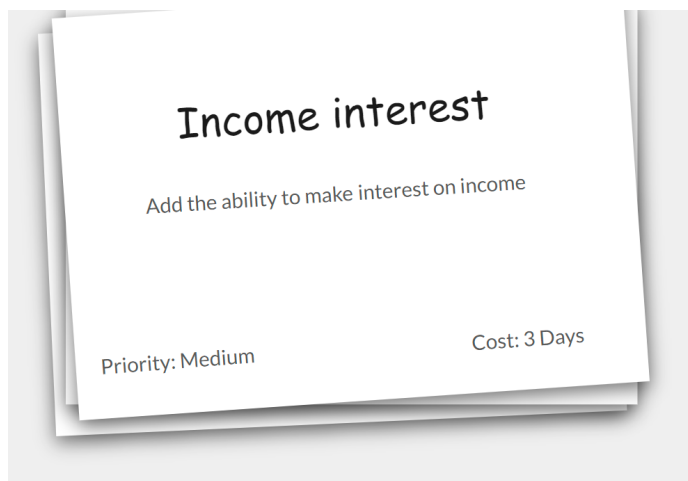 Income interest
Add the ability to make interest on income
Priority: Medium
Cost: 3 Days